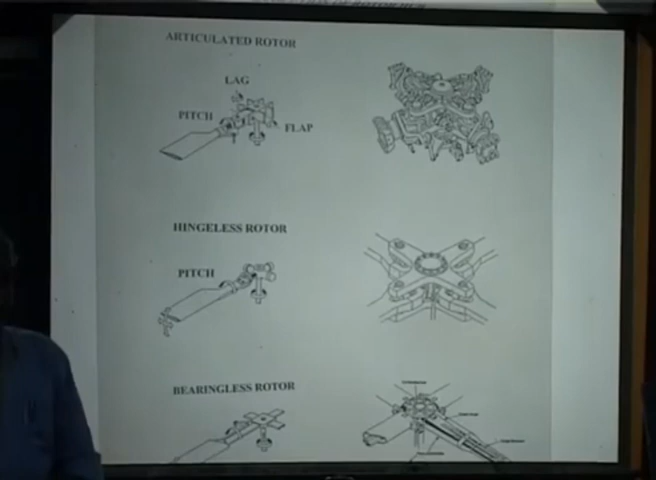 ARTICULATED ROTOR
LAG
PITCH
FLAP
HINGELESS ROTOR
PITCH
BEARINGLESS ROTOR